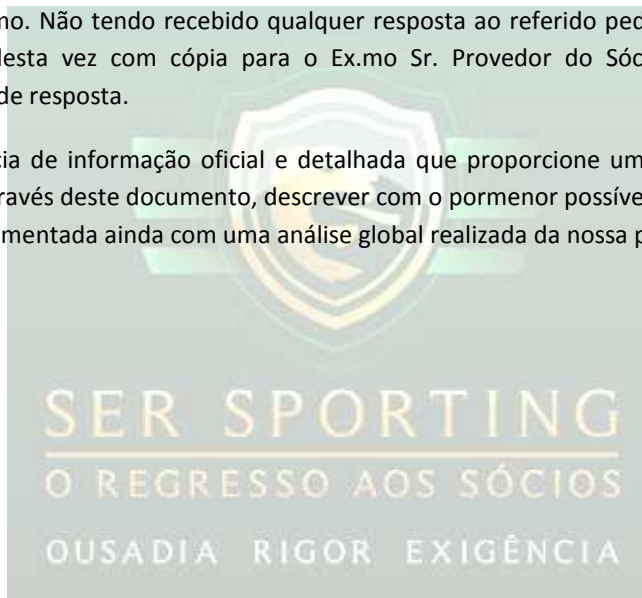 mo. Não tendo recebido qualquer resposta ao referido ped
desta vez com cópia para o Ex.mo Sr. Provedor do Sóc
de resposta.
cia de informação oficial e detalhada que proporcione um
ravés deste documento, descrever com o pormenor possíve
mentada ainda com uma análise global realizada da nossa p
SER SPORTING
O REGRESSO AOS SÓCIOS
OUSADIA RIGOR EXIGÊNCIA